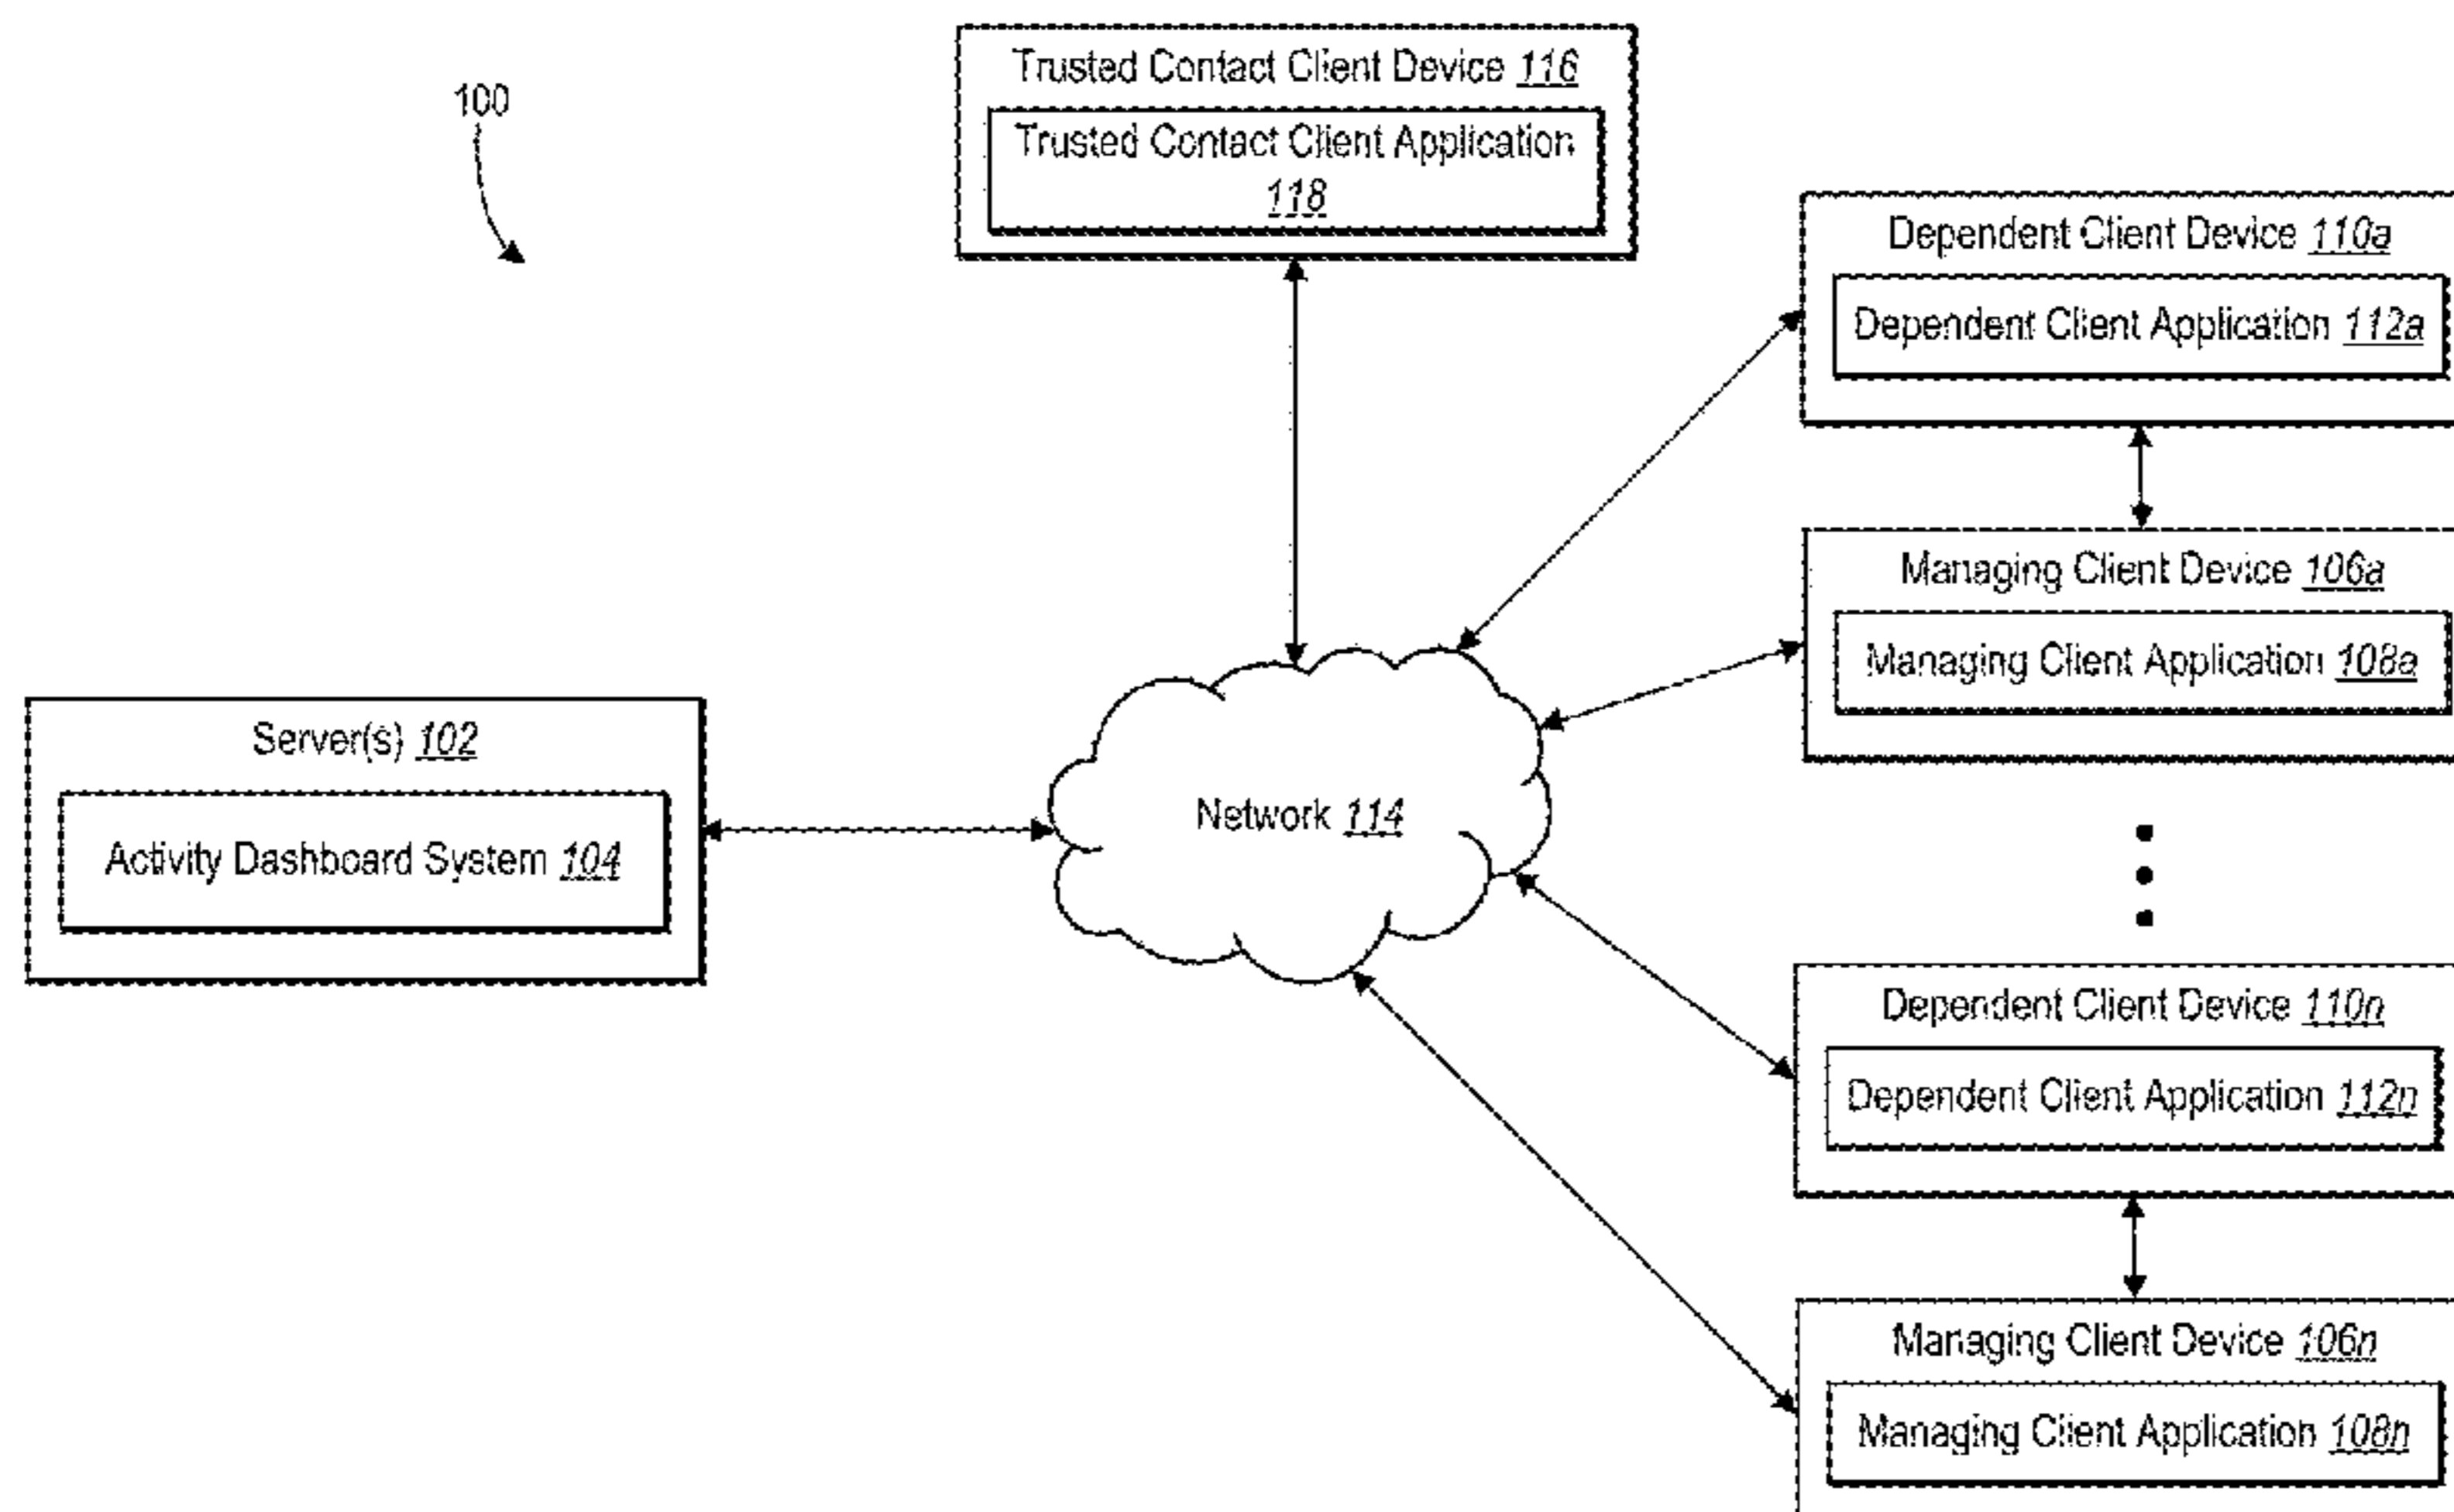 100
Trusted Contact Client Device 116
Trusted Contact Client Application
118
Dependent Client Device 110a
Dependent Client Application 112a
Managing Client Device 106a
Managing Client Application 108a
Server(s) 102
Activity Dashboard System 104
Network 114
Dependent Client Device 110n
Dependent Client Application 112n
Managing Client Device 106n
Managing Client Application 108n